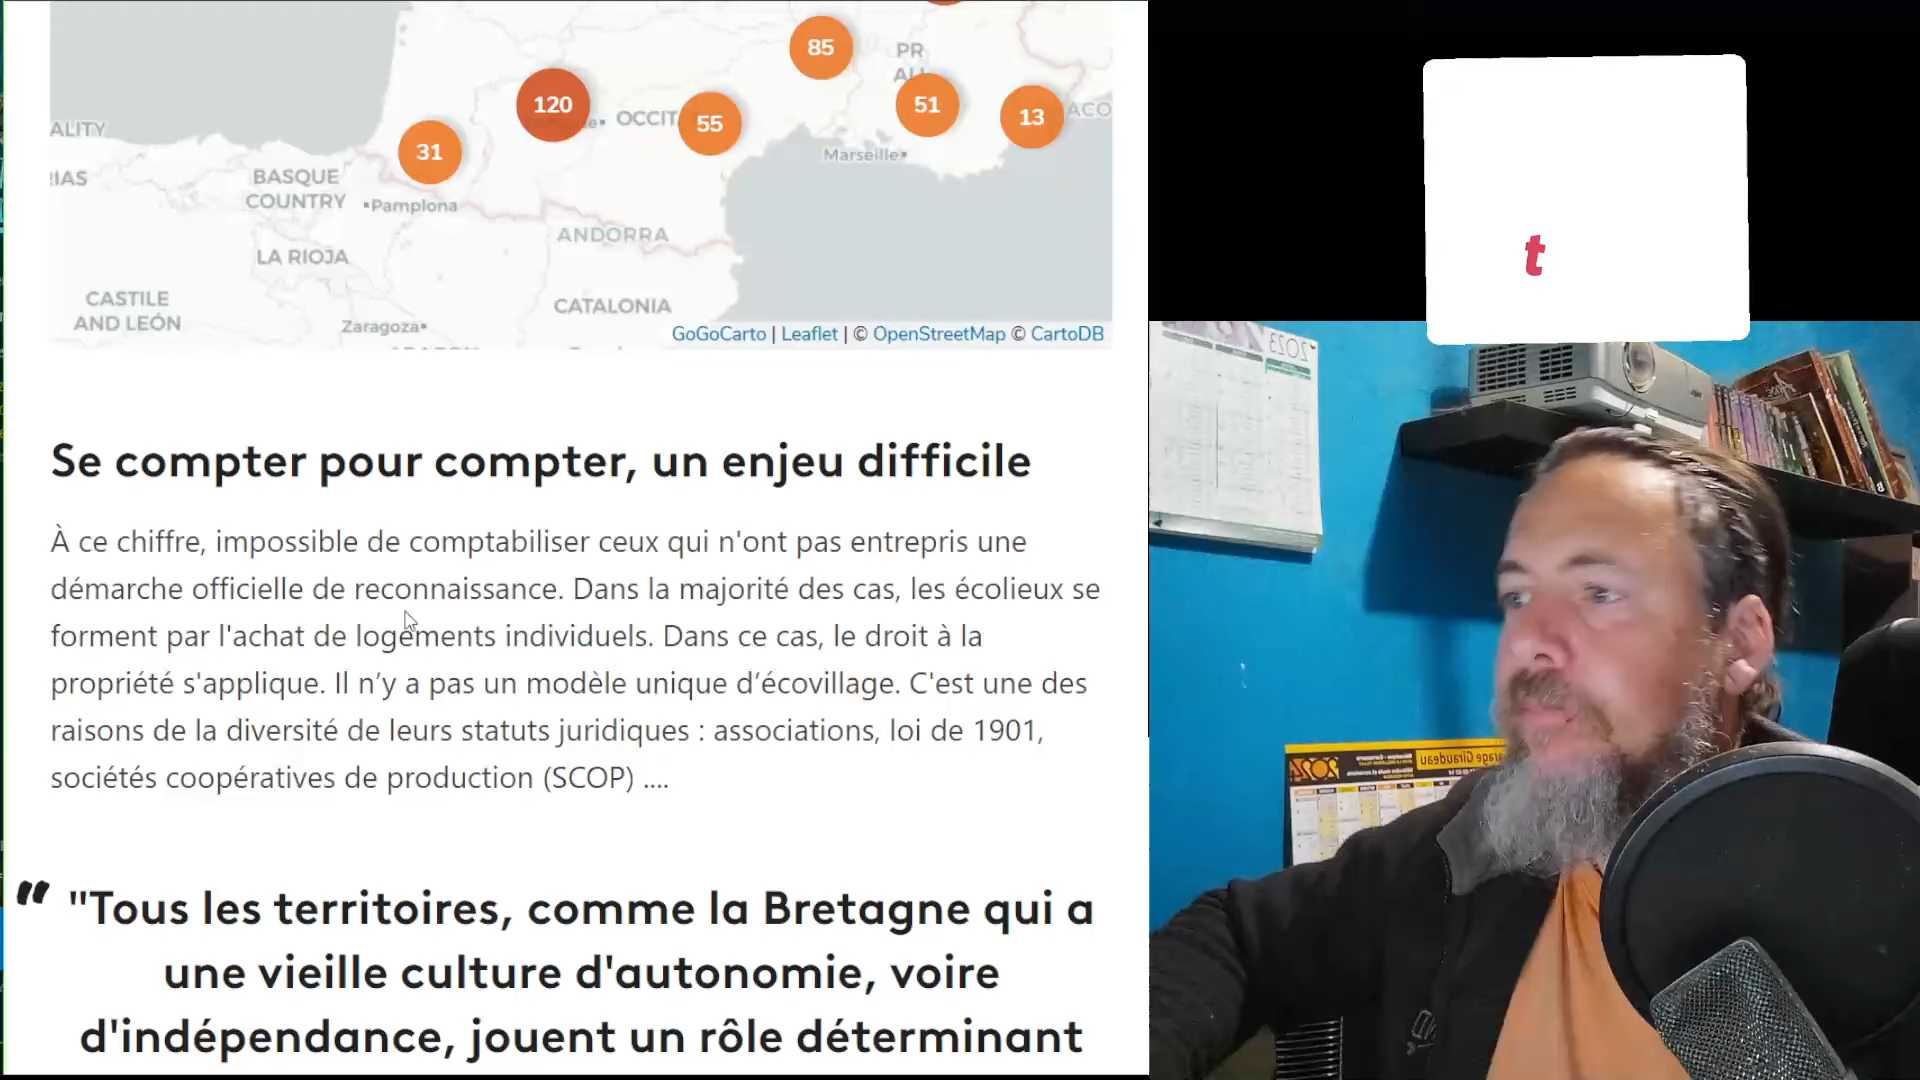 85
PR
AL
120
OCCIT
55
51
13
ACO
31
ALITY
Marseille
IAS
BASQUE
COUNTRY
Pamplona
ANDORRA
LA RIOJA
CASTILE
AND LEÓN
CATALONIA
Zaragoza
GoGoCarto | Leaflet | © OpenStreetMap © CartoDB
t
2023
Se compter pour compter, un enjeu difficile
À ce chiffre, impossible de comptabiliser ceux qui n'ont pas entrepris une
démarche officielle de reconnaissance. Dans la majorité des cas, les écolieux se
forment par l'achat de logements individuels. Dans ce cas, le droit à la
propriété s'applique. Il n’y a pas un modèle unique d’écovillage. C'est une des
raisons de la diversité de leurs statuts juridiques : associations, loi de 1901,
sociétés coopératives de production (SCOP) ....
Garage Giraudeau
2024
" "Tous les territoires, comme la Bretagne qui a
une vieille culture d'autonomie, voire
d'indépendance, jouent un rôle déterminant